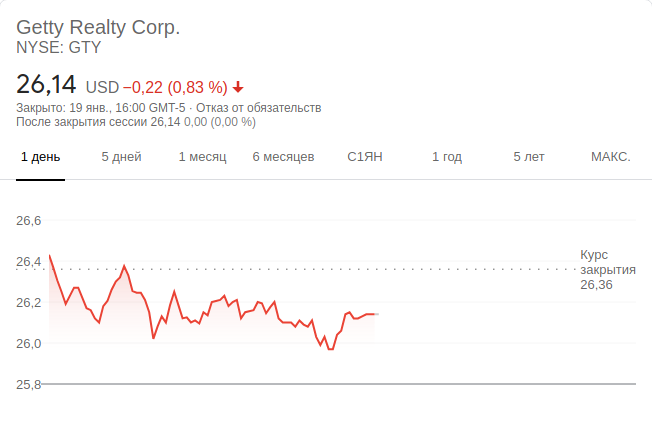 Getty Realty Corp.
NYSE: GTY
26,14 USD −0,22 (0,83 %)
Закрыто: 19 янв., 16:00 GMT-5 · Отказ от обязательств
После закрытия сессии 26,14 0,00 (0,00 %)
1 день 5 дней 1 месяц 6 месяцев С1ЯН 1 год 5 лет МАКС.
26,6
26,4
26,2
26,0
25,8
Курс
закрытия
26,36